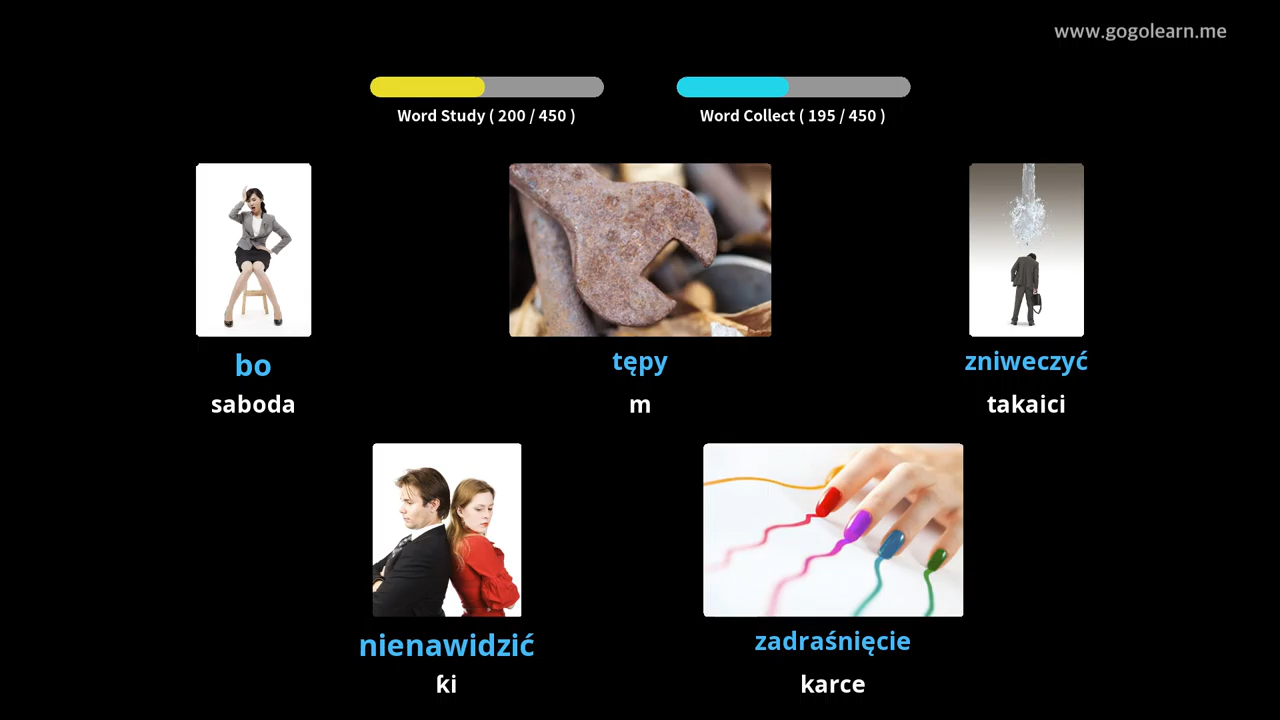 www.gogolearn.me
Word Study ( 200 / 450 )
Word Collect ( 195 / 450 )
bo
tępy
zniweczyć
saboda
m
takaici
nienawidzić
zadraśnięcie
ƙi
karce